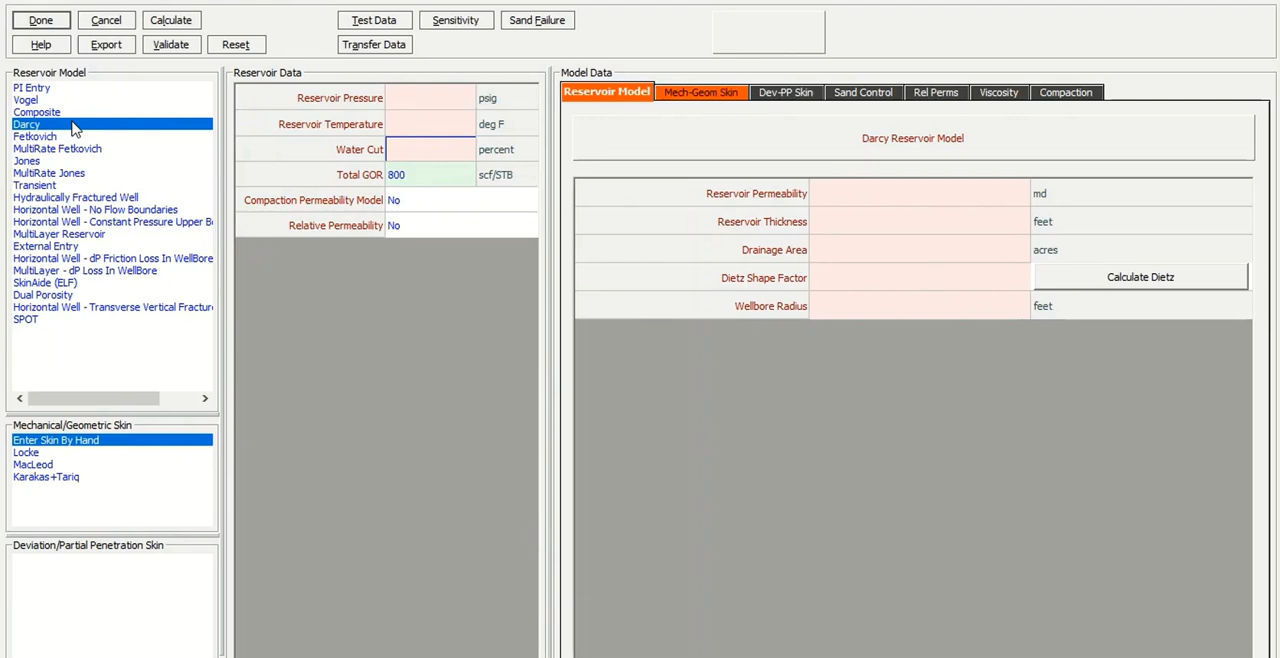 Done Cancel Calculate Test Data Sensitivity Sand Failure
Help Export Validate Reset Transfer Data
Reservoir Model
PI Entry
Vogel
Composite
Darcy
Fetkovich
MultiRate Fetkovich
Jones
MultiRate Jones
Transient
Hydraulically Fractured Well
Horizontal Well - No Flow Boundaries
Horizontal Well - Constant Pressure Upper Bo
MultiLayer Reservoir
External Entry
Horizontal Well - dP Friction Loss In WellBore
MultiLayer - dP Loss In WellBore
SkinAide (ELF)
Dual Porosity
Horizontal Well - Transverse Vertical Fracture
SPOT
Mechanical/Geometric Skin
Enter Skin By Hand
Locke
MacLeod
Karakas+Tariq
Deviation/Partial Penetration Skin
Reservoir Data
Reservoir Pressure psig
Reservoir Temperature deg F
Water Cut percent
Total GOR 800 scf/STB
Compaction Permeability Model No
Relative Permeability No
Model Data
Reservoir Model Mech-Geom Skin Dev-PP Skin Sand Control Rel Perms Viscosity Compaction
Darcy Reservoir Model
Reservoir Permeability md
Reservoir Thickness feet
Drainage Area acres
Dietz Shape Factor Calculate Dietz
Wellbore Radius feet